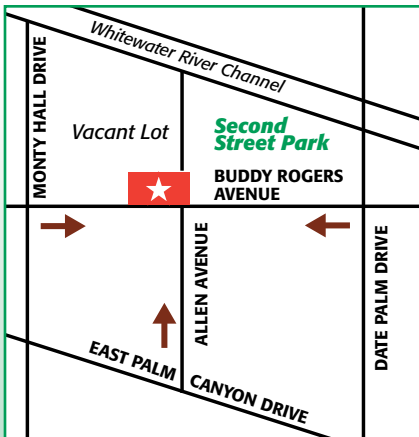 Whitewater River Channel
MONTY HALL DRIVE
Vacant Lot
Second
Street Park
BUDDY ROGERS
AVENUE
ALLEN AVENUE
DATE PALM DRIVE
EAST PALM
CANYON DRIVE